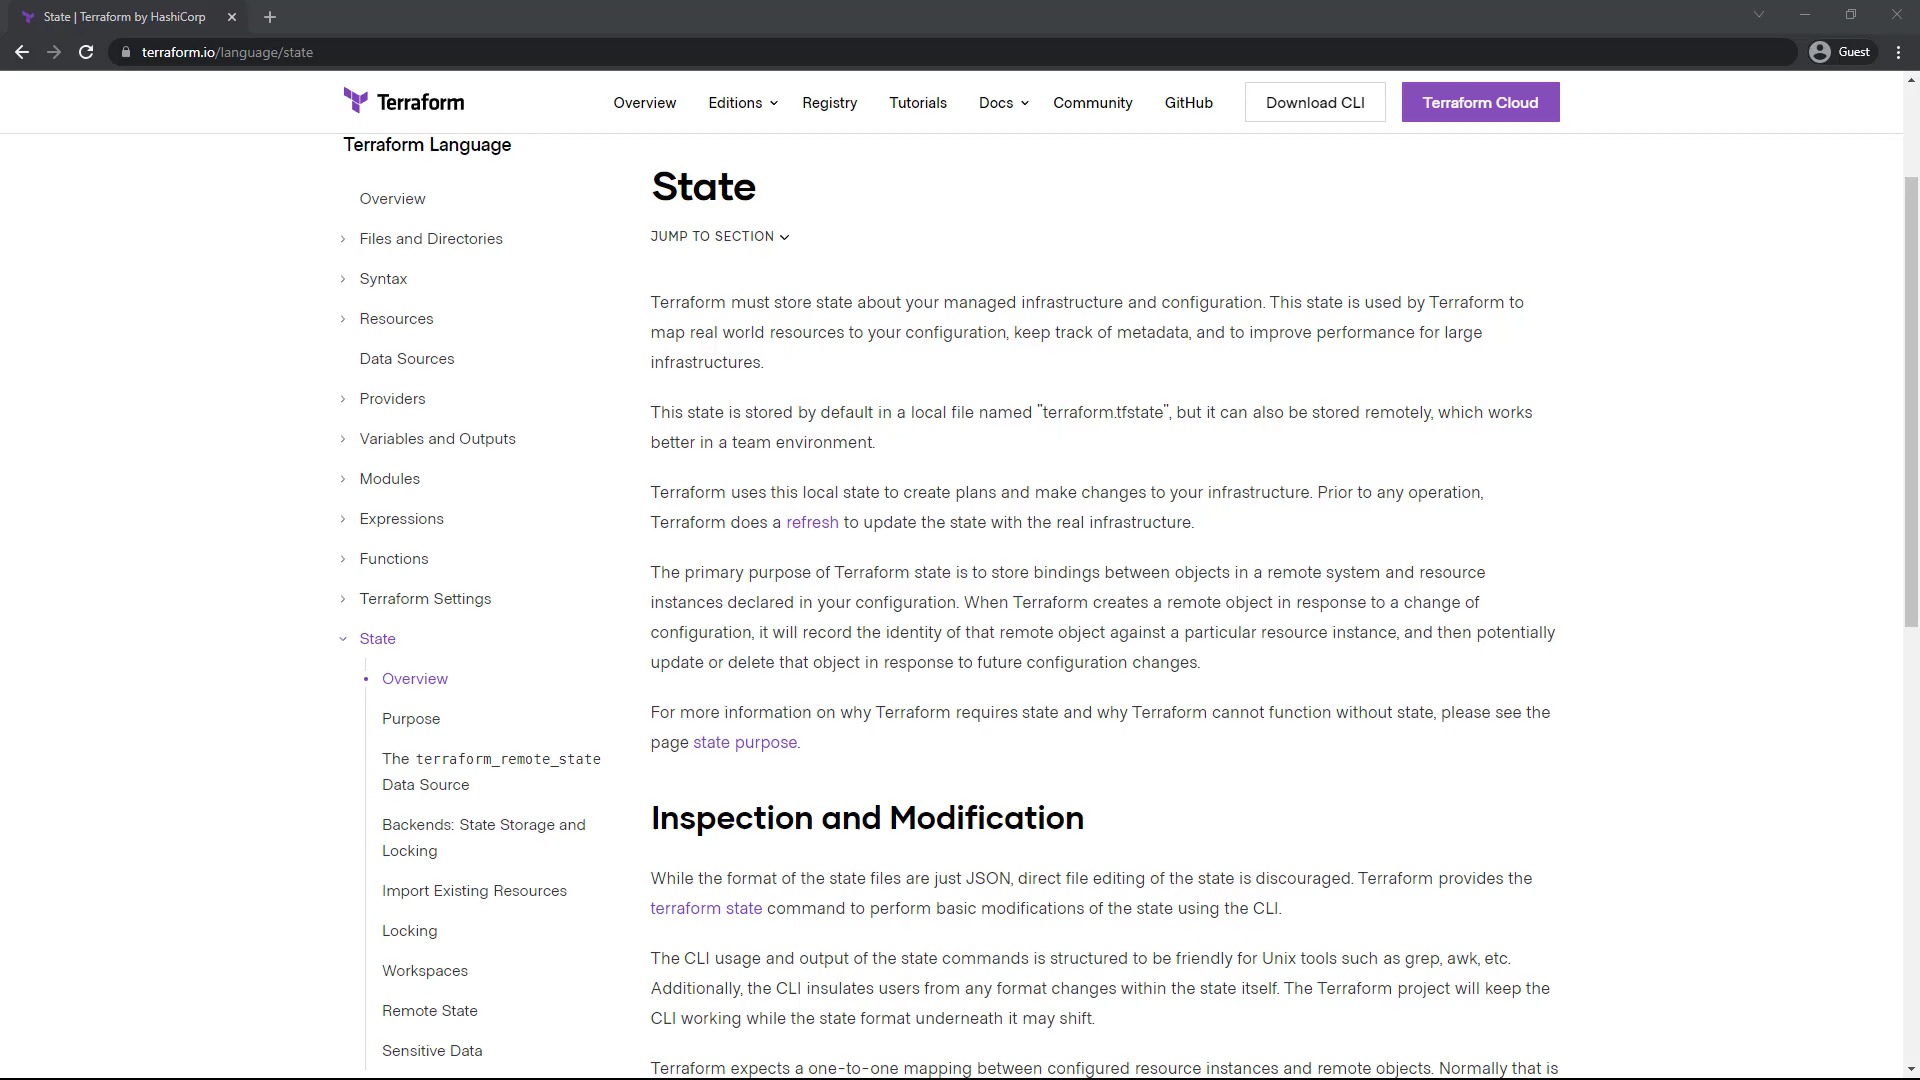 State | Terraform by HashiCorp
terraform.io/language/state
Guest
Terraform
Overview
Editions
Registry
Tutorials
Docs
Community
GitHub
Download CLI
Terraform Cloud
Terraform Language
Overview
Files and Directories
Syntax
Resources
Data Sources
Providers
Variables and Outputs
Modules
Expressions
Functions
Terraform Settings
State
Overview
Purpose
The terraform_remote_state
Data Source
Backends: State Storage and
Locking
Import Existing Resources
Locking
Workspaces
Remote State
Sensitive Data
State
JUMP TO SECTION
Terraform must store state about your managed infrastructure and configuration. This state is used by Terraform to
map real world resources to your configuration, keep track of metadata, and to improve performance for large
infrastructures.
This state is stored by default in a local file named "terraform.tfstate", but it can also be stored remotely, which works
better in a team environment.
Terraform uses this local state to create plans and make changes to your infrastructure. Prior to any operation,
Terraform does a refresh to update the state with the real infrastructure.
The primary purpose of Terraform state is to store bindings between objects in a remote system and resource
instances declared in your configuration. When Terraform creates a remote object in response to a change of
configuration, it will record the identity of that remote object against a particular resource instance, and then potentially
update or delete that object in response to future configuration changes.
For more information on why Terraform requires state and why Terraform cannot function without state, please see the
page state purpose.
Inspection and Modification
While the format of the state files are just JSON, direct file editing of the state is discouraged. Terraform provides the
terraform state command to perform basic modifications of the state using the CLI.
The CLI usage and output of the state commands is structured to be friendly for Unix tools such as grep, awk, etc.
Additionally, the CLI insulates users from any format changes within the state itself. The Terraform project will keep the
CLI working while the state format underneath it may shift.
Terraform expects a one-to-one mapping between configured resource instances and remote objects. Normally that is